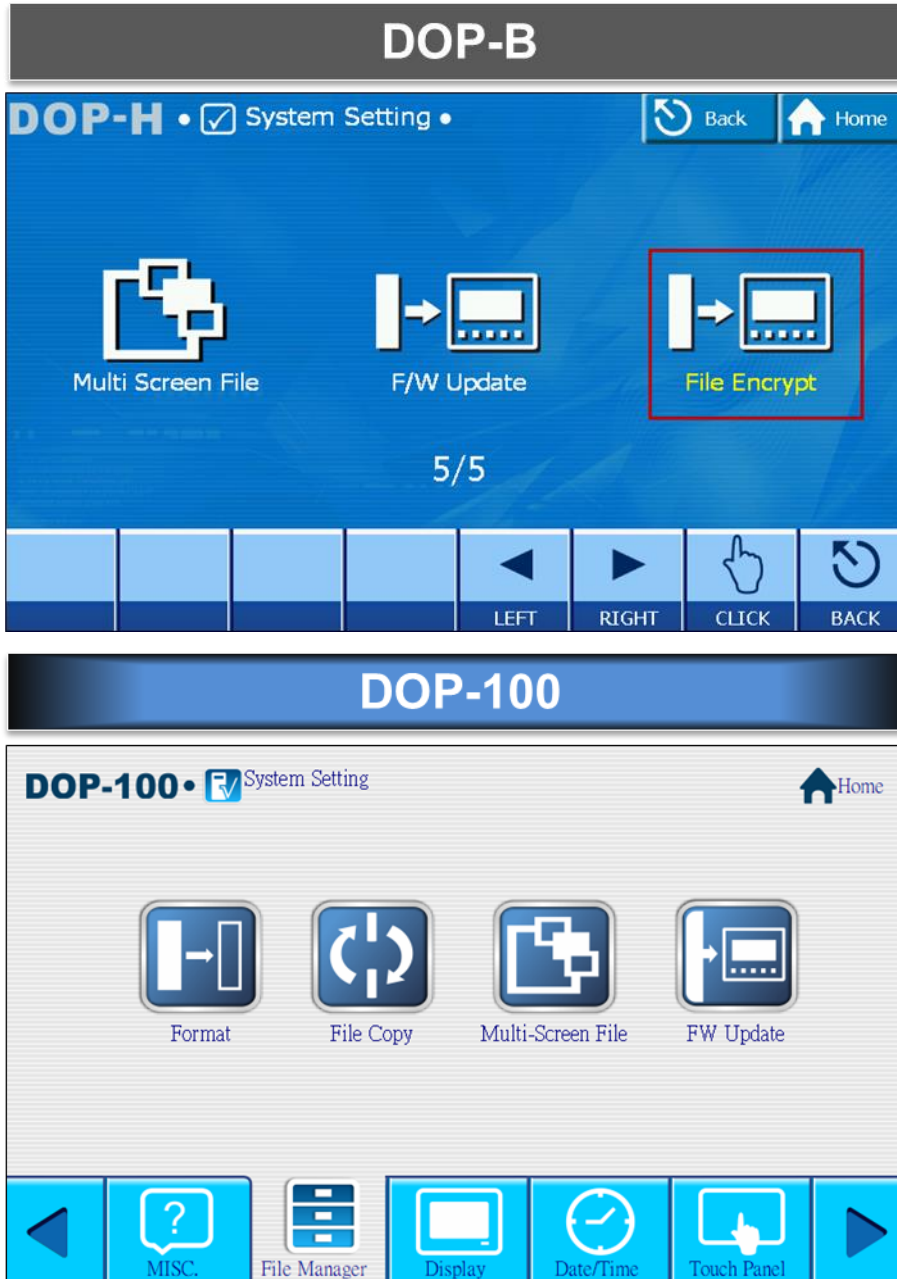 DOP-B
DOP-H • System Setting • Back Home
Multi Screen File F/W Update File Encrypt
5/5
LEFT RIGHT CLICK BACK
DOP-100
DOP-100• System Setting Home
Format File Copy Multi-Screen File FW Update
?
MISC. File Manager Display Date/Time Touch Panel